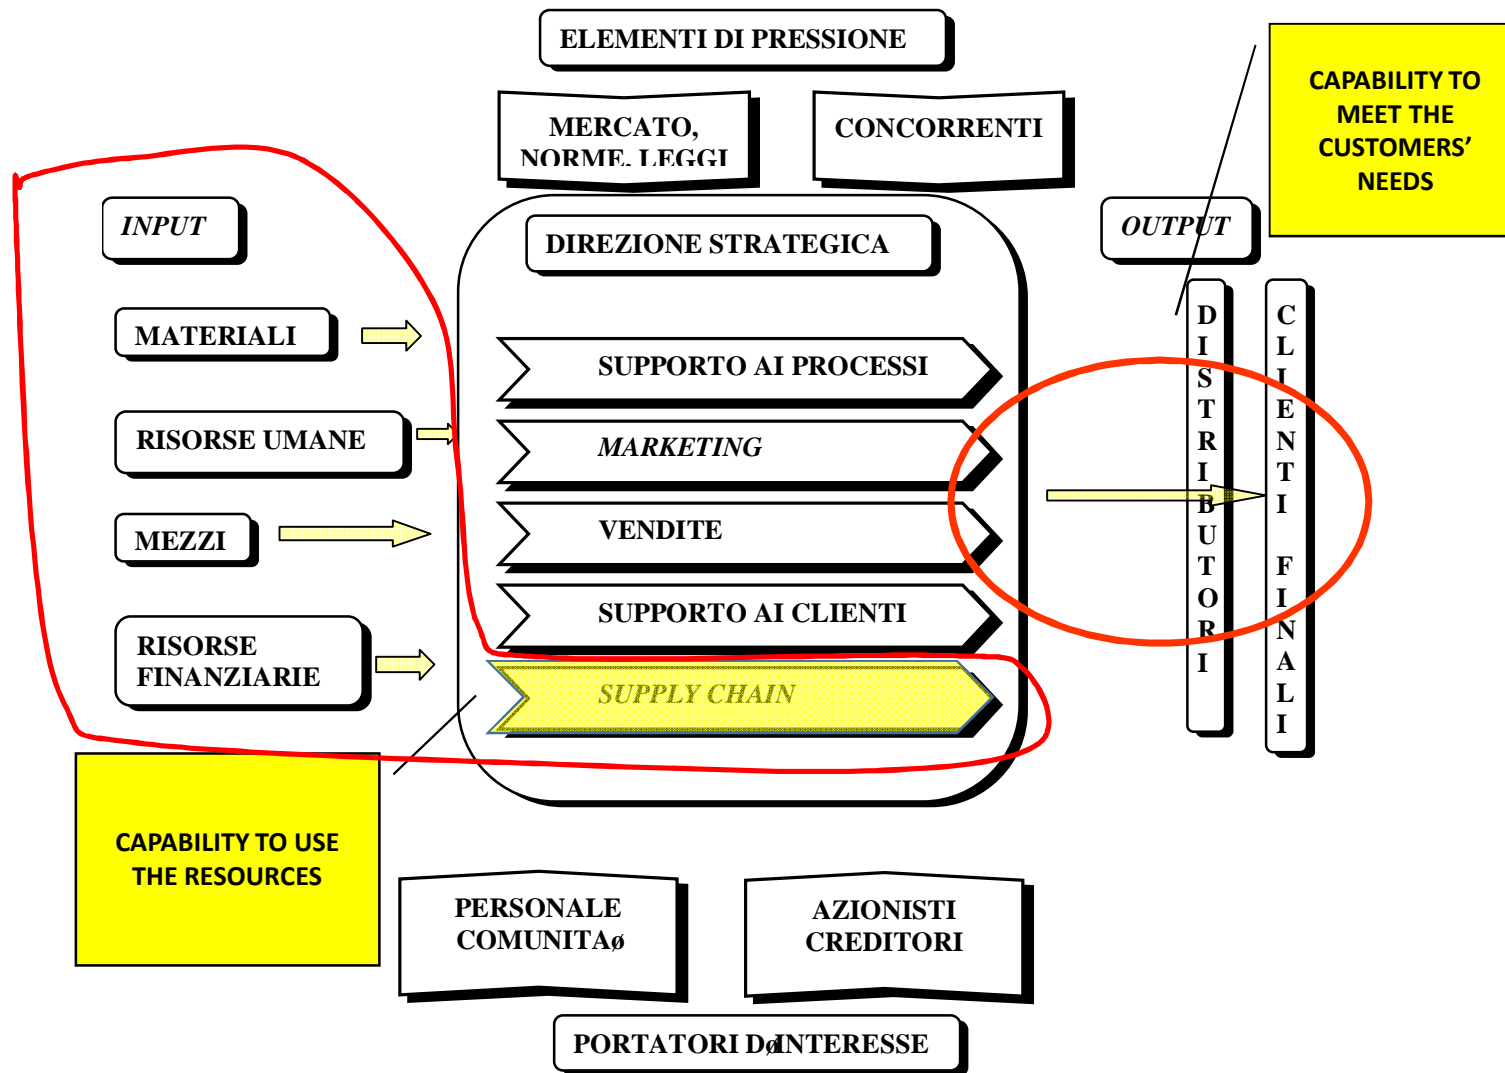 ELEMENTI DI PRESSIONE
MERCATO,
NORME, LEGGI
CONCORRENTI
CAPABILITY TO
MEET THE
CUSTOMERS'
NEEDS
INPUT
DIREZIONE STRATEGICA
OUTPUT
MATERIALI
RISORSE UMANE
MEZZI
RISORSE
FINANZIARIE
SUPPORTO AI PROCESSI
MARKETING
VENDITE
SUPPORTO AI CLIENTI
SUPPLY CHAIN
DISTRIBUTORI
CLIENTI FINALI
CAPABILITY TO USE
THE RESOURCES
PERSONALE
COMUNITAø
AZIONISTI
CREDITORI
PORTATORI DøINTERESSE